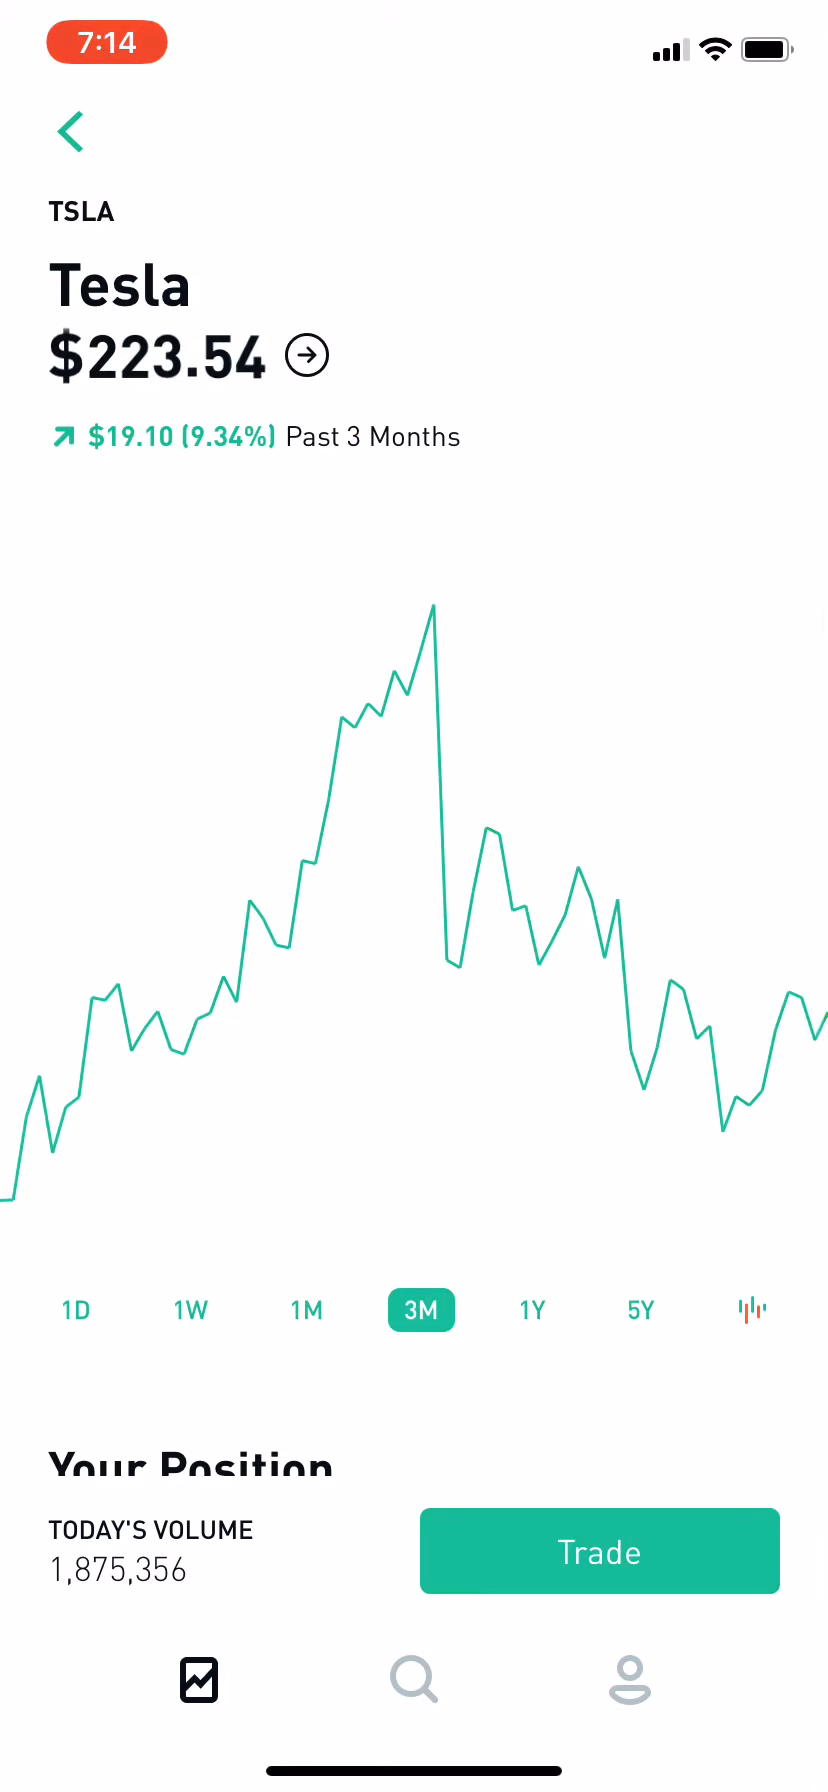 7:14
TSLA
Tesla
$223.54
$19.10 (9.34%) Past 3 Months
1D 1W 1M 3M 1Y 5Y
Your Position
TODAY'S VOLUME
1,875,356
Trade